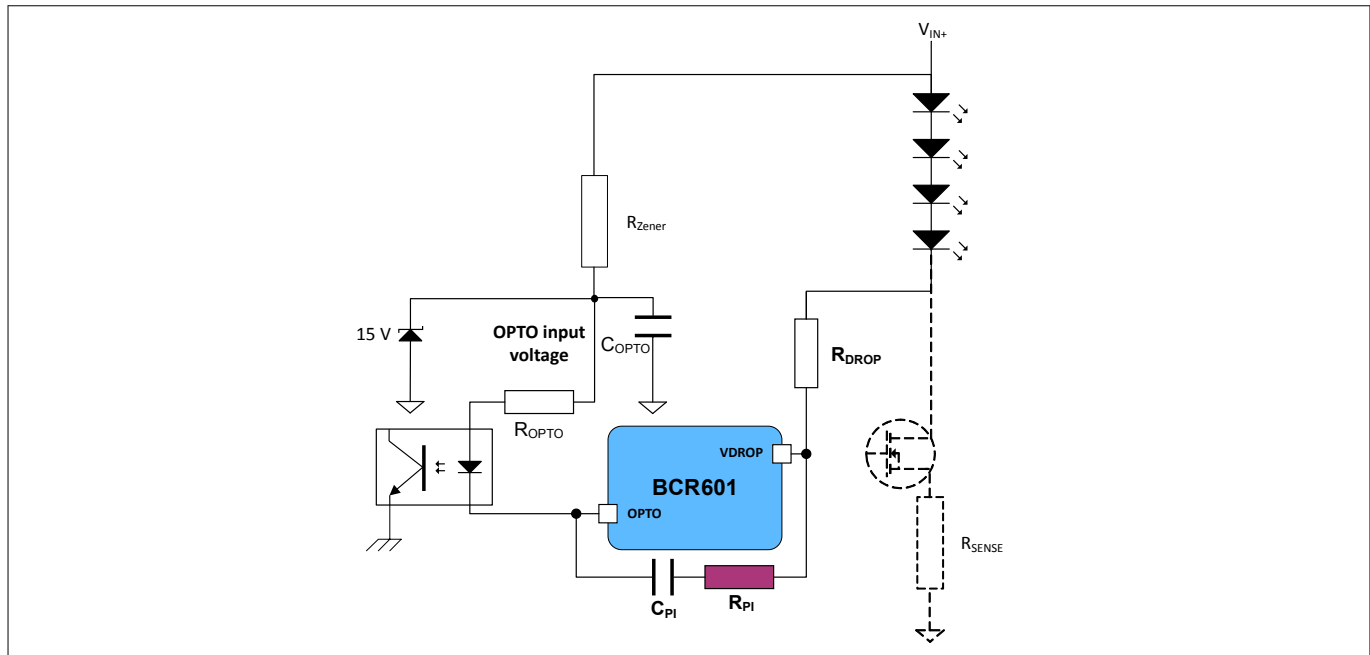 VIN+
RZener
15 V
OPTO input
voltage
COPTO
RDROP
ROPTO
VDROP
BCR601
OPTO
RSENSE
CPI
RPI